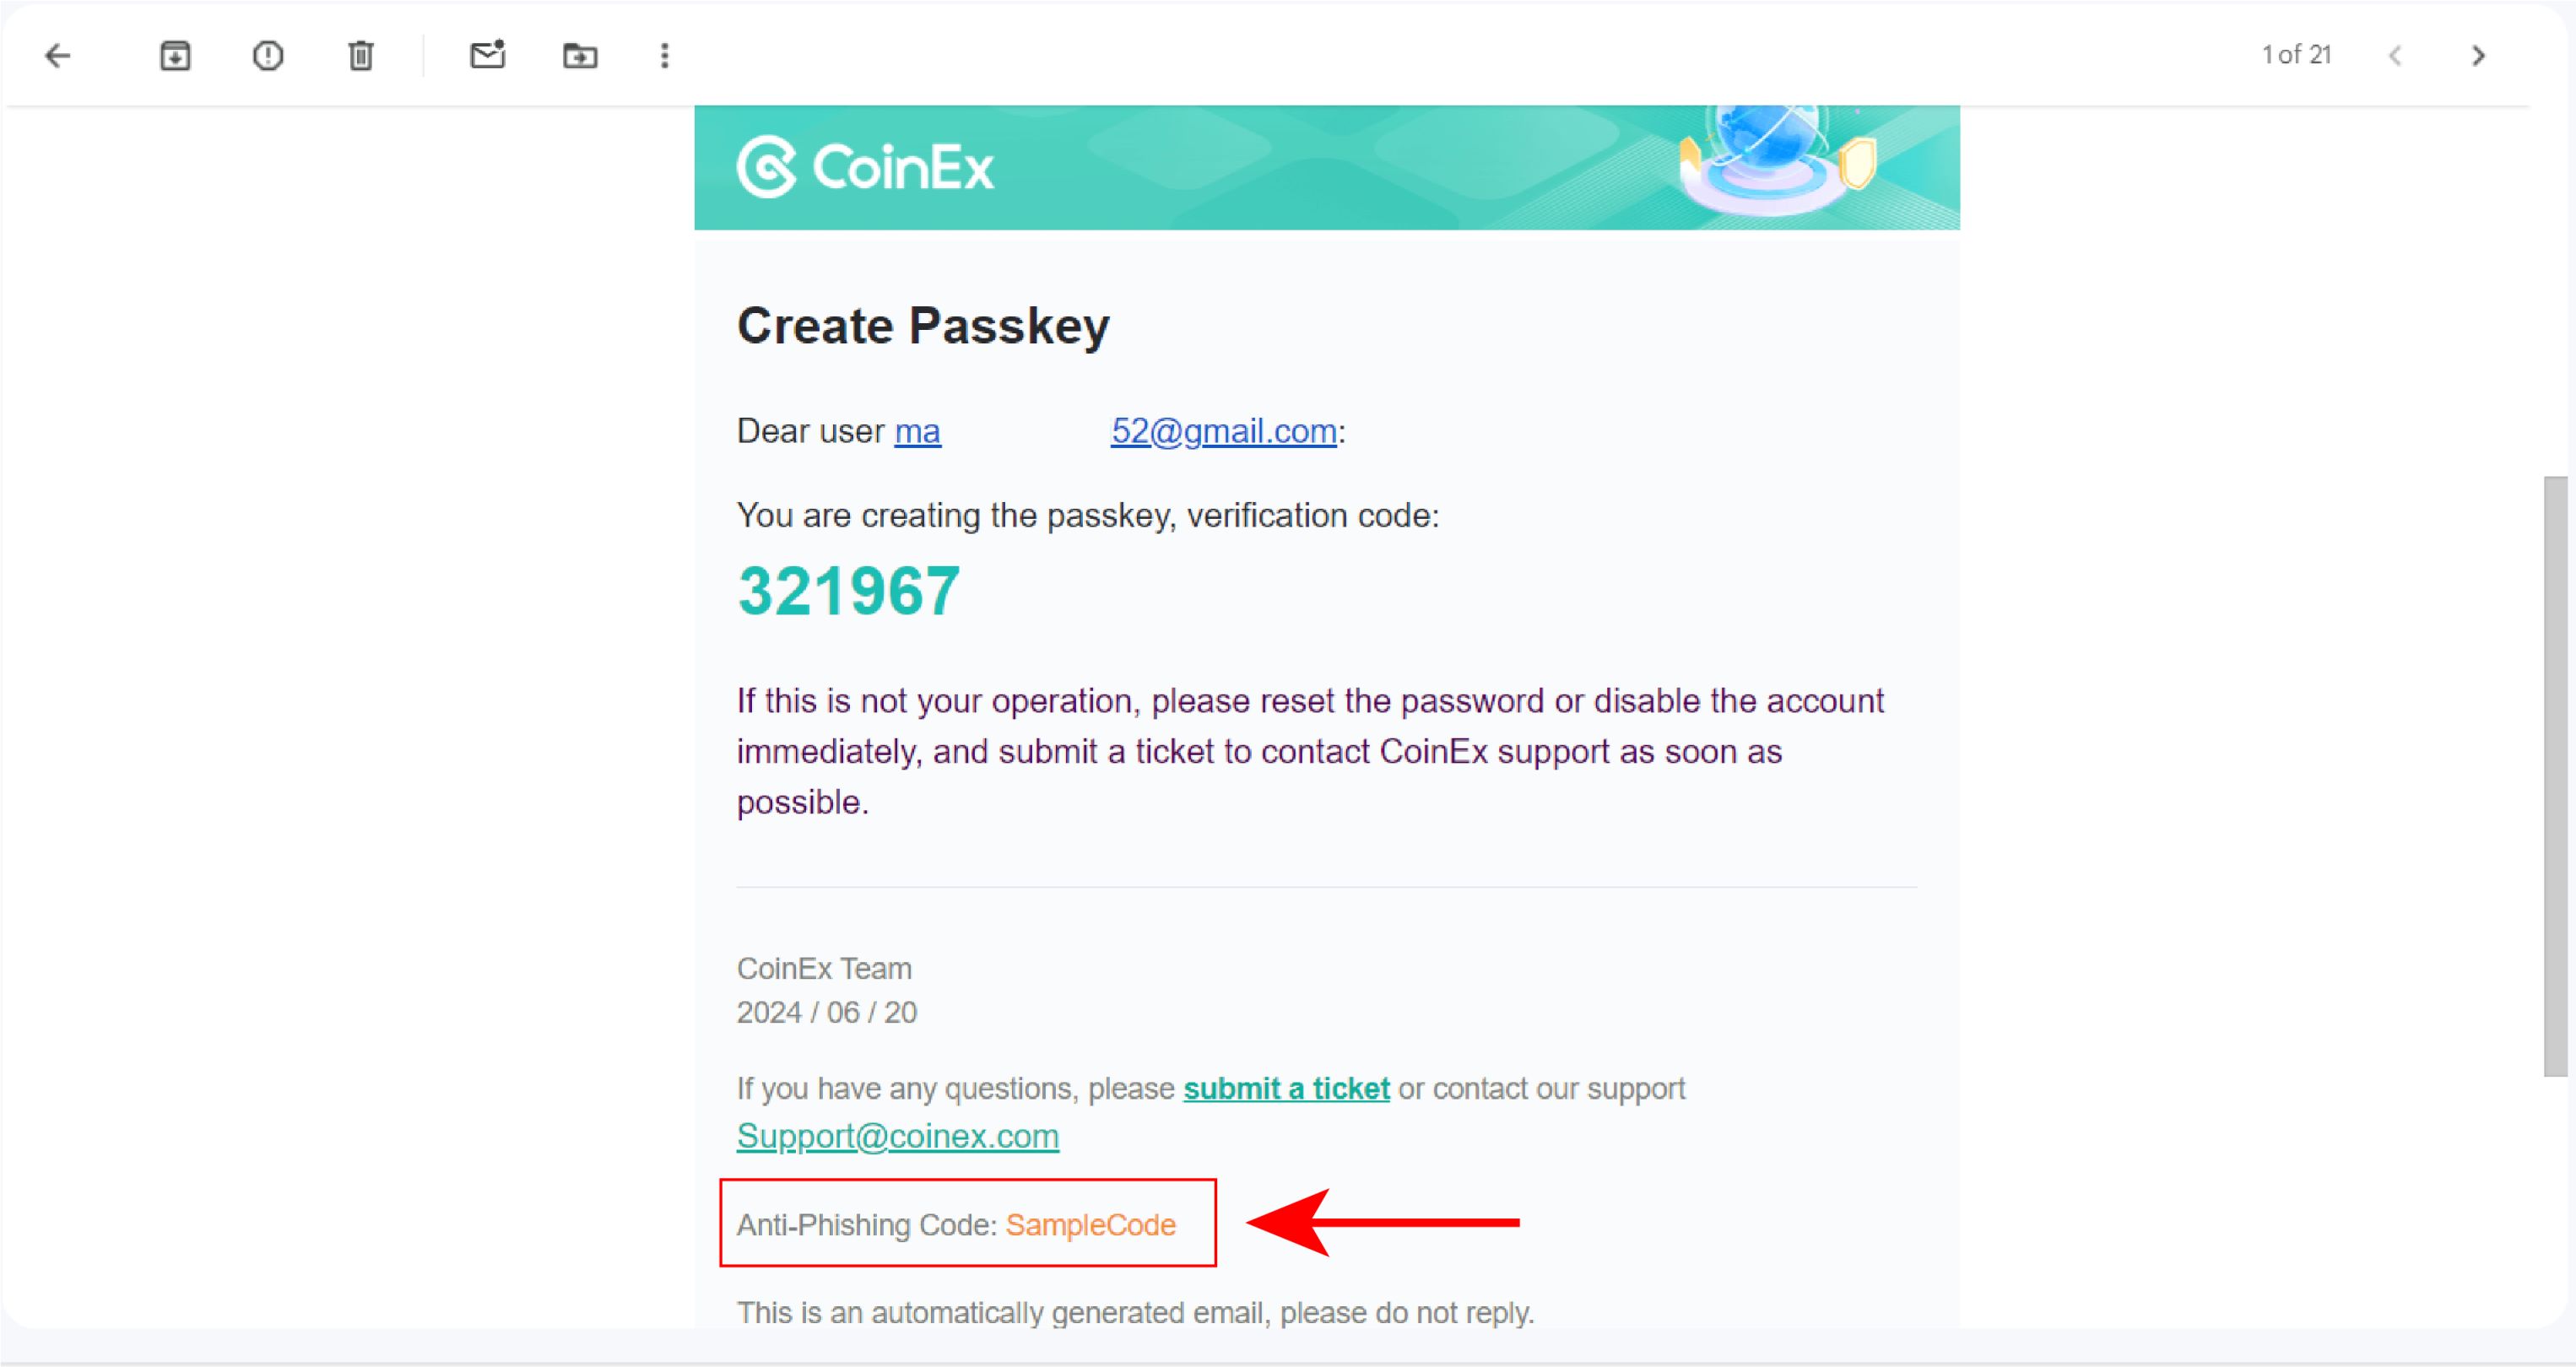 1 of 21
CoinEx
Create Passkey
Dear user ma 52@gmail.com:
You are creating the passkey, verification code:
321967
If this is not your operation, please reset the password or disable the account
immediately, and submit a ticket to contact CoinEx support as soon as
possible.
CoinEx Team
2024 / 06 / 20
If you have any questions, please submit a ticket or contact our support
Support@coinex.com
Anti-Phishing Code: SampleCode
This is an automatically generated email, please do not reply.